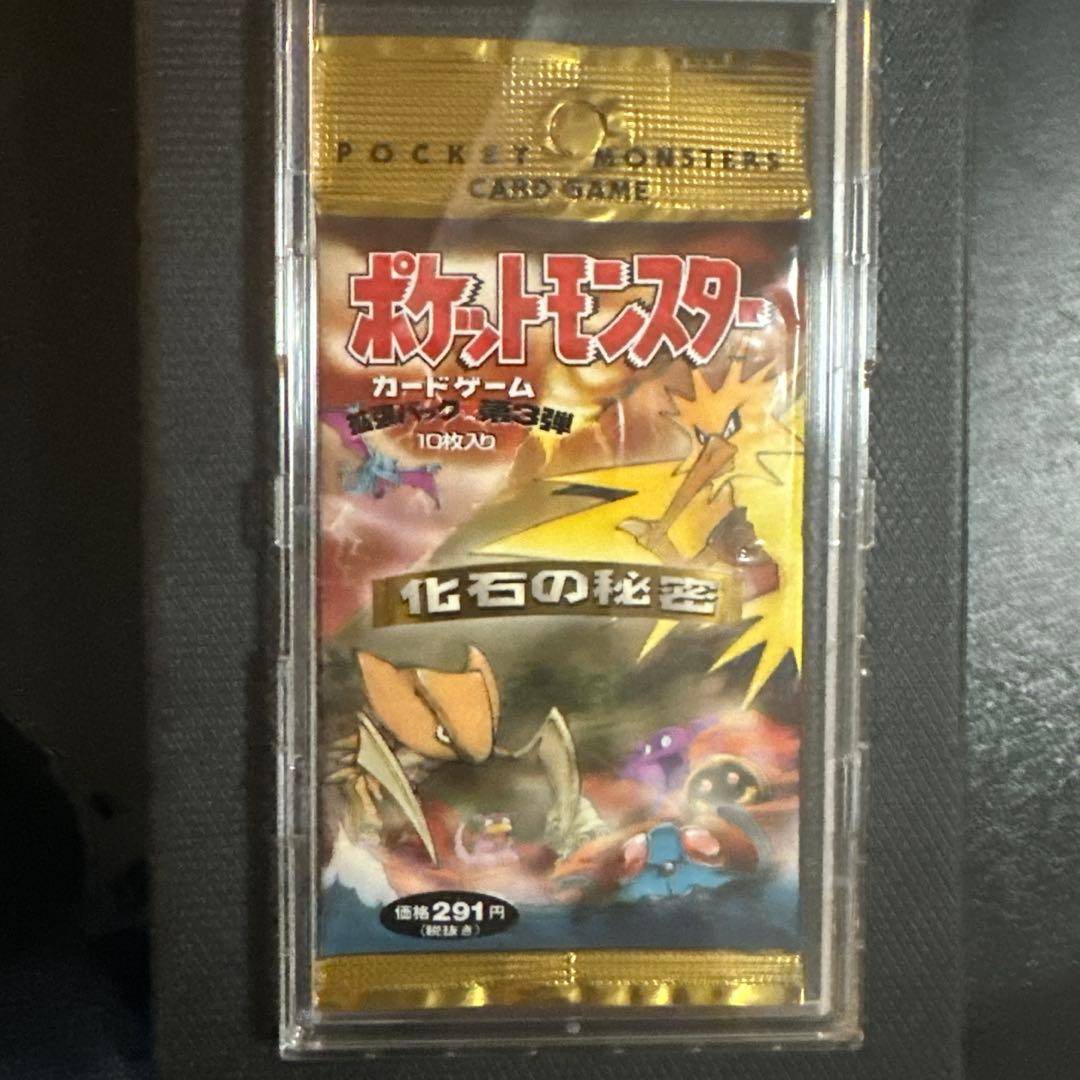 POCKET MONSTERS
CARD GAME
ポケットモンスター
カードゲーム
拡張パック 第3弾
10枚入り
化石の秘密
価格291円
(税抜き)